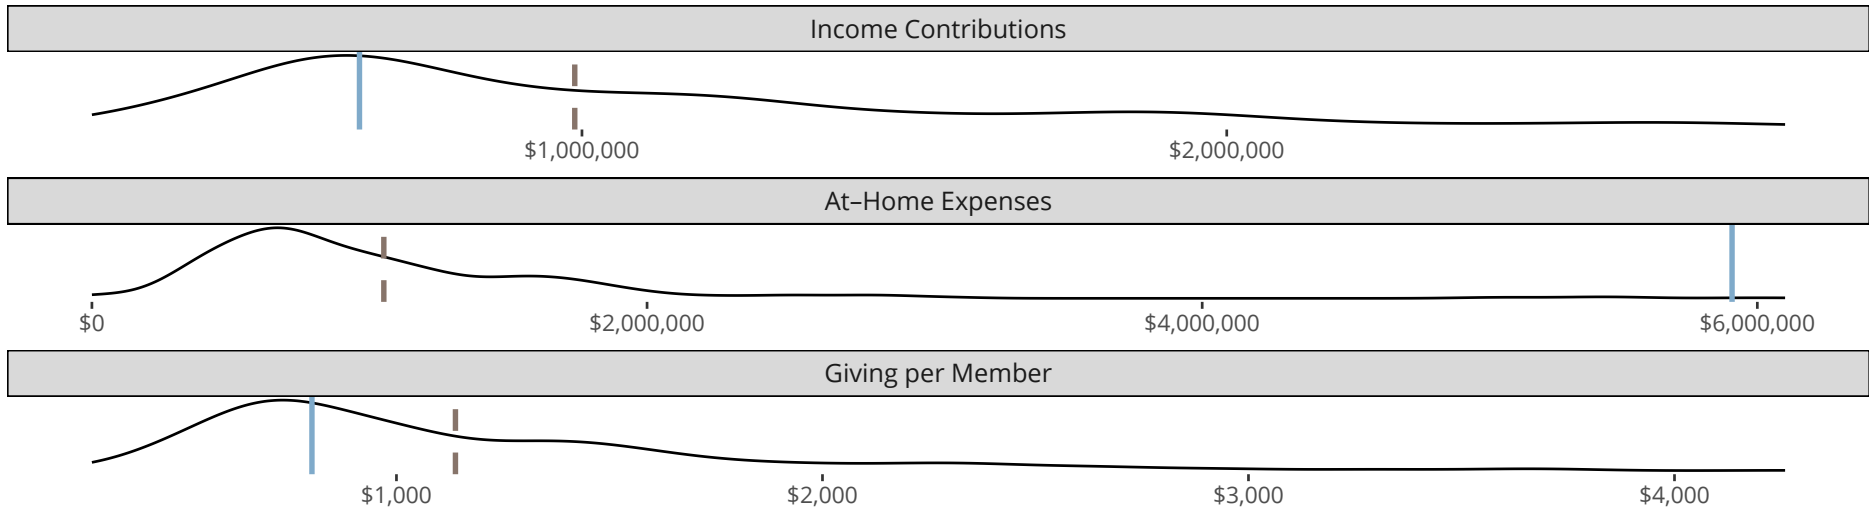 Income Contributions
$1,000,000 $2,000,000
At–Home Expenses
$0 $2,000,000 $4,000,000 $6,000,000
Giving per Member
$1,000 $2,000 $3,000 $4,000